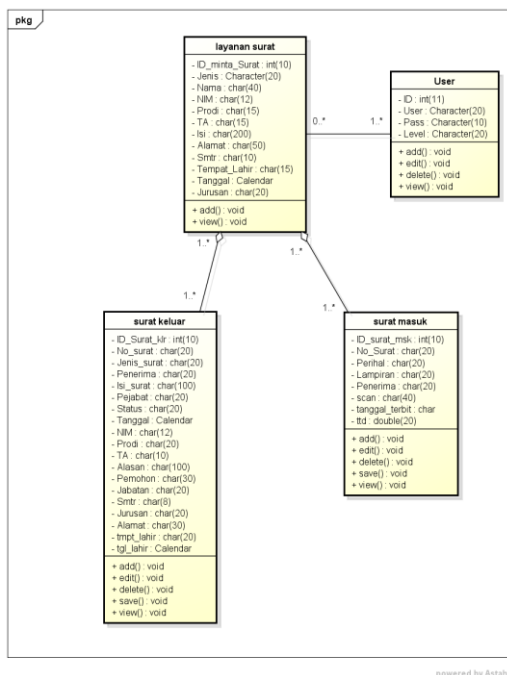 pkg
layanan surat
- ID_minta_Surat : int(10)
- Jenis : Character(20)
- Nama : char(40)
- NIM : char(12)
- Prodi : char(15)
- TA : char(15)
- Isi : char(200)
- Alamat : char(50)
- Smtr : char(10)
- Tempat_Lahir : char(15)
- Tanggal : Calendar
- Jurusan : char(20)
+ add() : void
+ view() : void
0..*
1..*
User
- ID : int(11)
- User : Character(20)
- Pass : Character(10)
- Level : Character(20)
+ add() : void
+ edit() : void
+ delete() : void
+ view() : void
1..*
1..*
1..*
1..*
surat keluar
- ID_Surat_klr : int(10)
- No_surat : char(20)
- Jenis_surat : char(20)
- Penerima : char(20)
- Isi_surat : char(100)
- Pejabat : char(20)
- Status : char(20)
- Tanggal : Calendar
- NIM : char(12)
- Prodi : char(20)
- TA : char(10)
- Alasan : char(100)
- Pemohon : char(30)
- Jabatan : char(20)
- Smtr : char(8)
- Jurusan : char(20)
- Alamat : char(30)
- tmpt_lahir : char(20)
- tgl_lahir : Calendar
+ add() : void
+ edit() : void
+ delete() : void
+ save() : void
+ view() : void
surat masuk
- ID_surat_msk : int(10)
- No_Surat : char(20)
- Perihal : char(20)
- Lampiran : char(20)
- Penerima : char(20)
- scan : char(40)
- tanggal_terbit : char
- ttd : double(20)
+ add() : void
+ edit() : void
+ delete() : void
+ save() : void
+ view() : void
powered by Astah